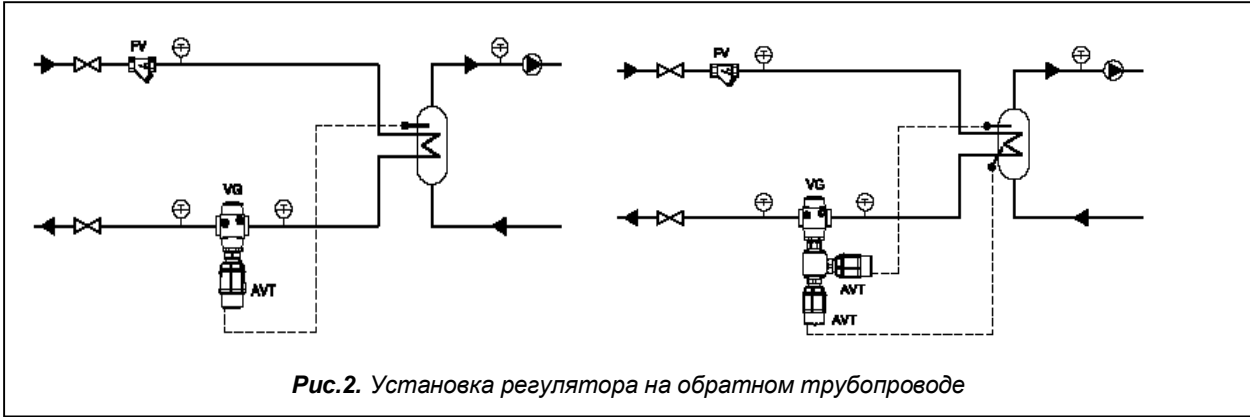 FV
VG
AVT
FV
VG
AVT
AVT
Рис.2. Установка регулятора на обратном трубопроводе